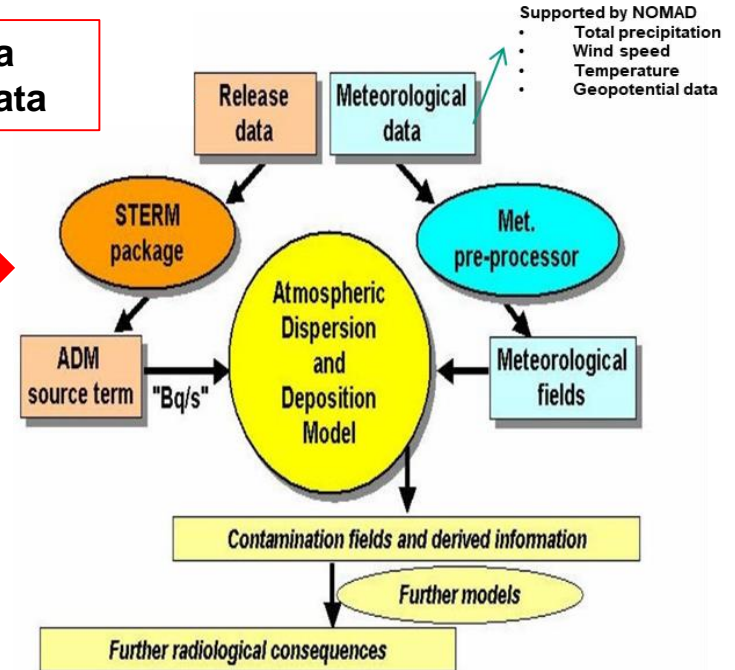 a
ata
Supported by NOMAD
• Total precipitation
• Wind speed
• Temperature
• Geopotential data
Release
data
Meteorological
data
STERM
package
Met.
pre-processor
Atmospheric
Dispersion
and
Deposition
Model
ADM
source term
"Bq/s"
Meteorological
fields
Contamination fields and derived information
Further models
Further radiological consequences